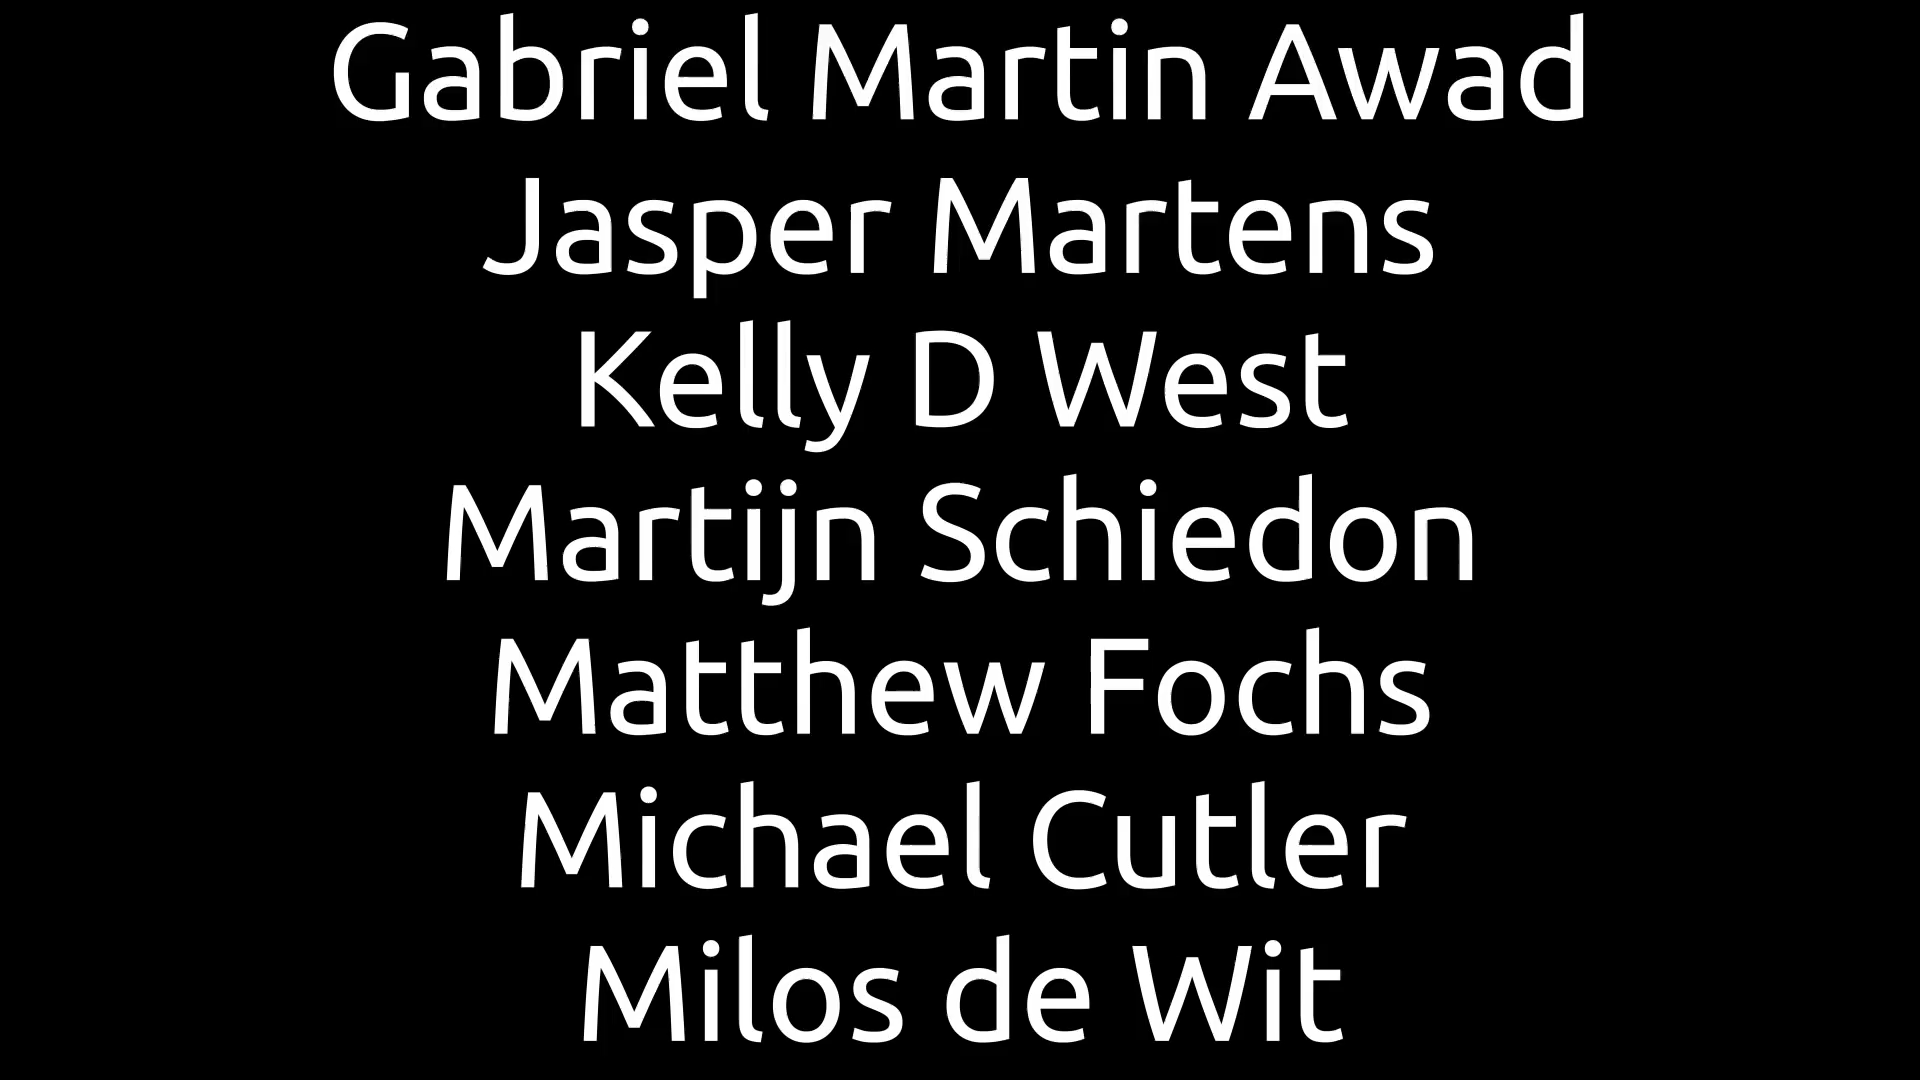 Gabriel Martin Awad
Jasper Martens
Kelly D West
Martijn Schiedon
Matthew Fochs
Michael Cutler
Milos de Wit